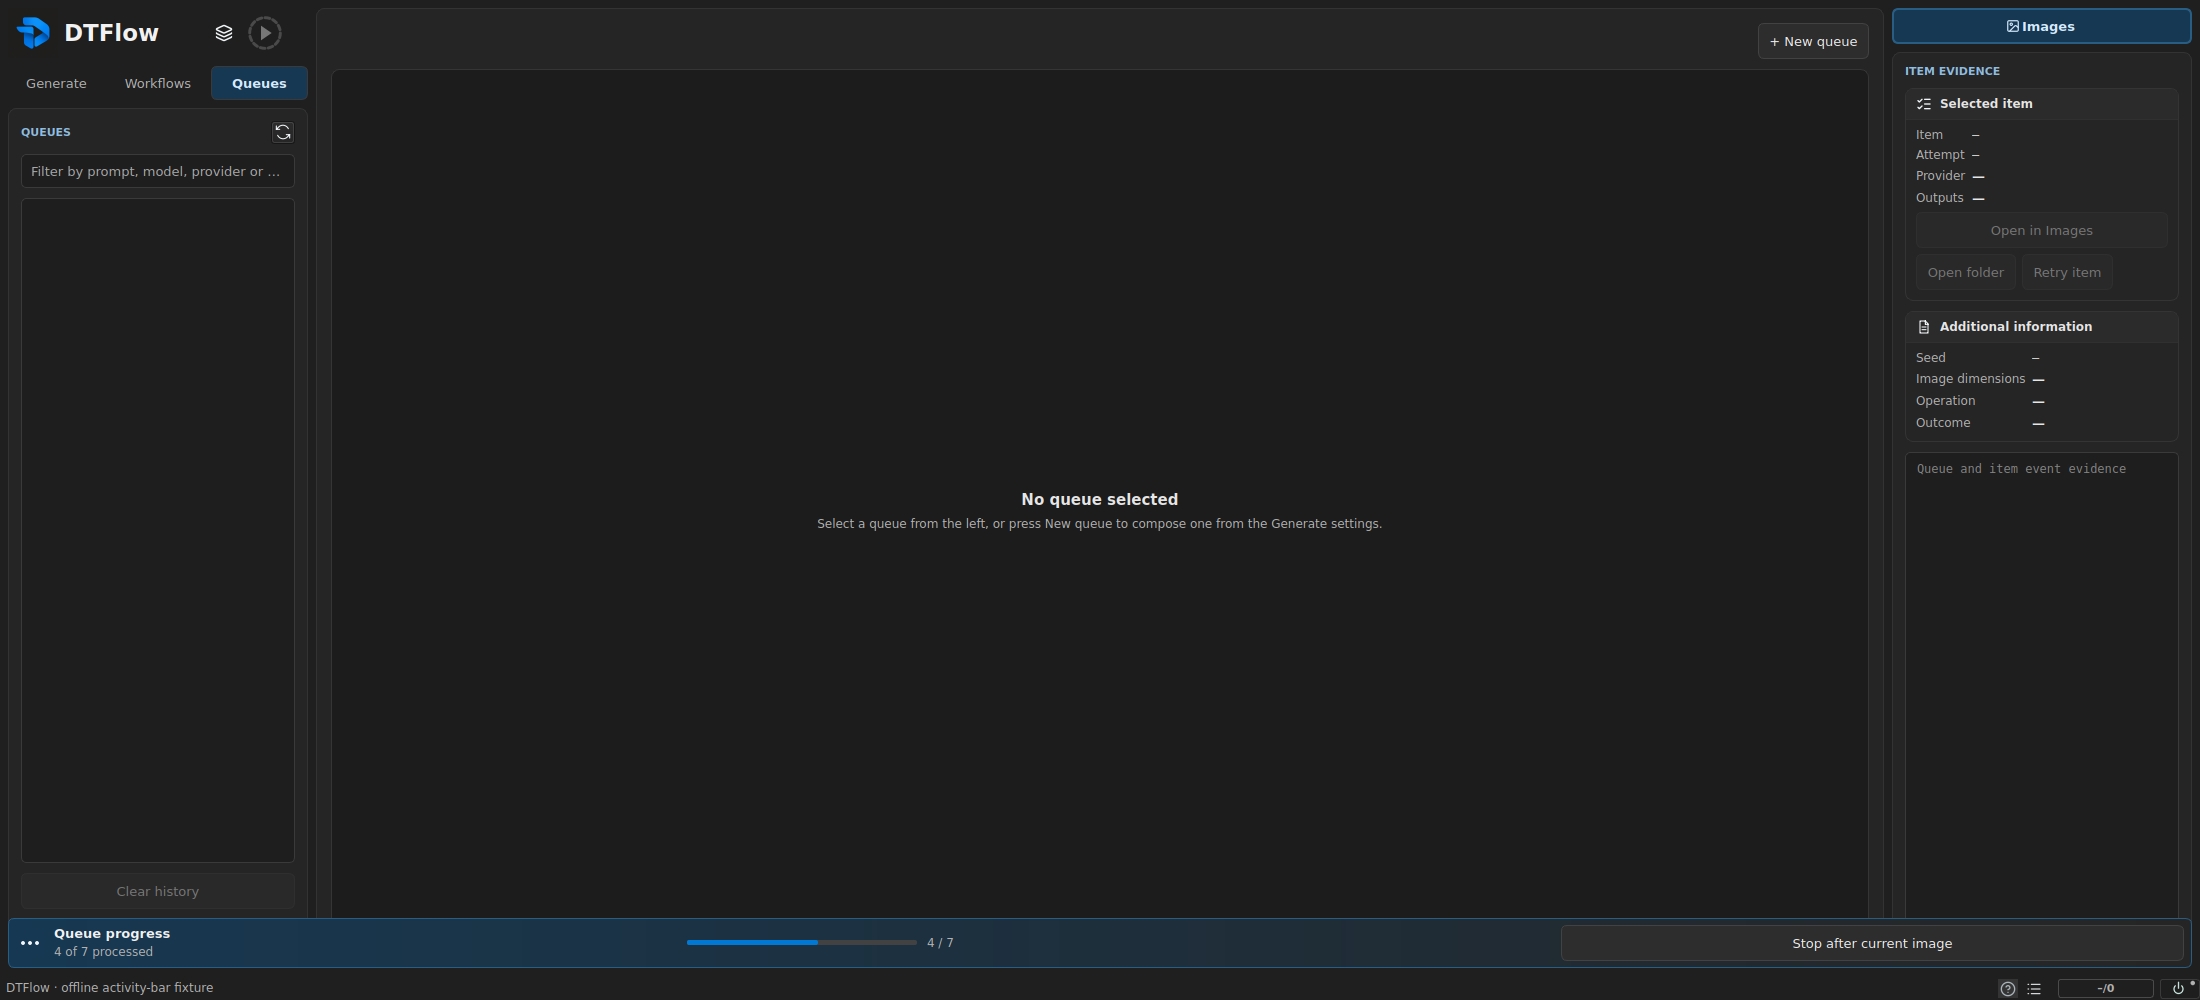 DTFlow
Generate
Workflows
Queues
QUEUES
Filter by prompt, model, provider or ...
Clear history
+ New queue
No queue selected
Select a queue from the left, or press New queue to compose one from the Generate settings.
Images
ITEM EVIDENCE
Selected item
Item –
Attempt –
Provider —
Outputs —
Open in Images
Open folder
Retry item
Additional information
Seed –
Image dimensions —
Operation —
Outcome —
Queue and item event evidence
Queue progress
4 of 7 processed
4 / 7
Stop after current image
DTFlow · offline activity-bar fixture
–/0